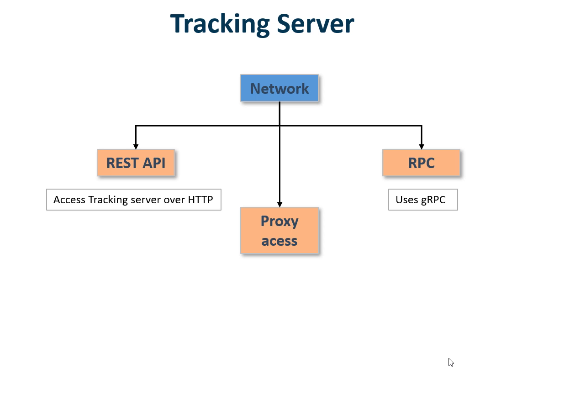 Tracking Server
Network
REST API
RPC
Access Tracking server over HTTP
Uses gRPC
Proxy
acess